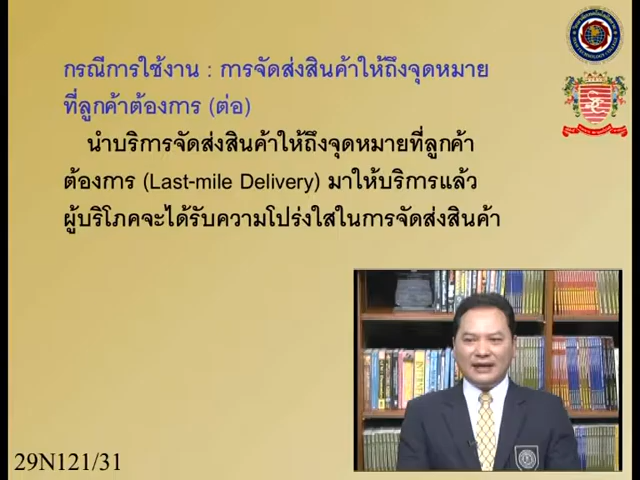 กรณีการใช้งาน : การจัดส่งสินค้าให้ถึงจุดหมาย
ที่ลูกค้าต้องการ (ต่อ)
นำบริการจัดส่งสินค้าให้ถึงจุดหมายที่ลูกค้า
ต้องการ (Last-mile Delivery) มาให้บริการแล้ว
ผู้บริโภคจะได้รับความโปร่งใสในการจัดส่งสินค้า
29N121/31